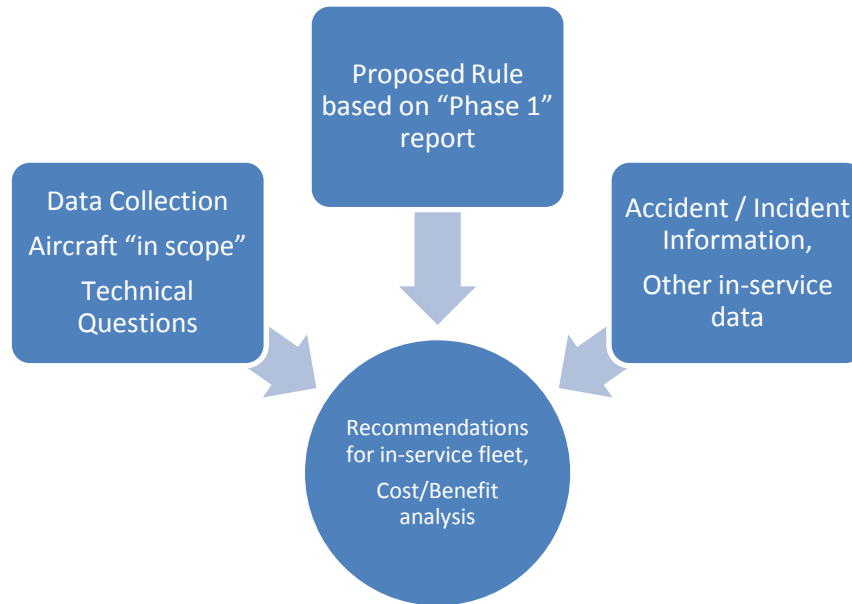 Proposed Rule
based on “Phase 1”
report
Data Collection
Aircraft “in scope”
Technical
Questions
Accident / Incident
Information,
Other in-service
data
Recommendations
for in-service fleet,
Cost/Benefit
analysis